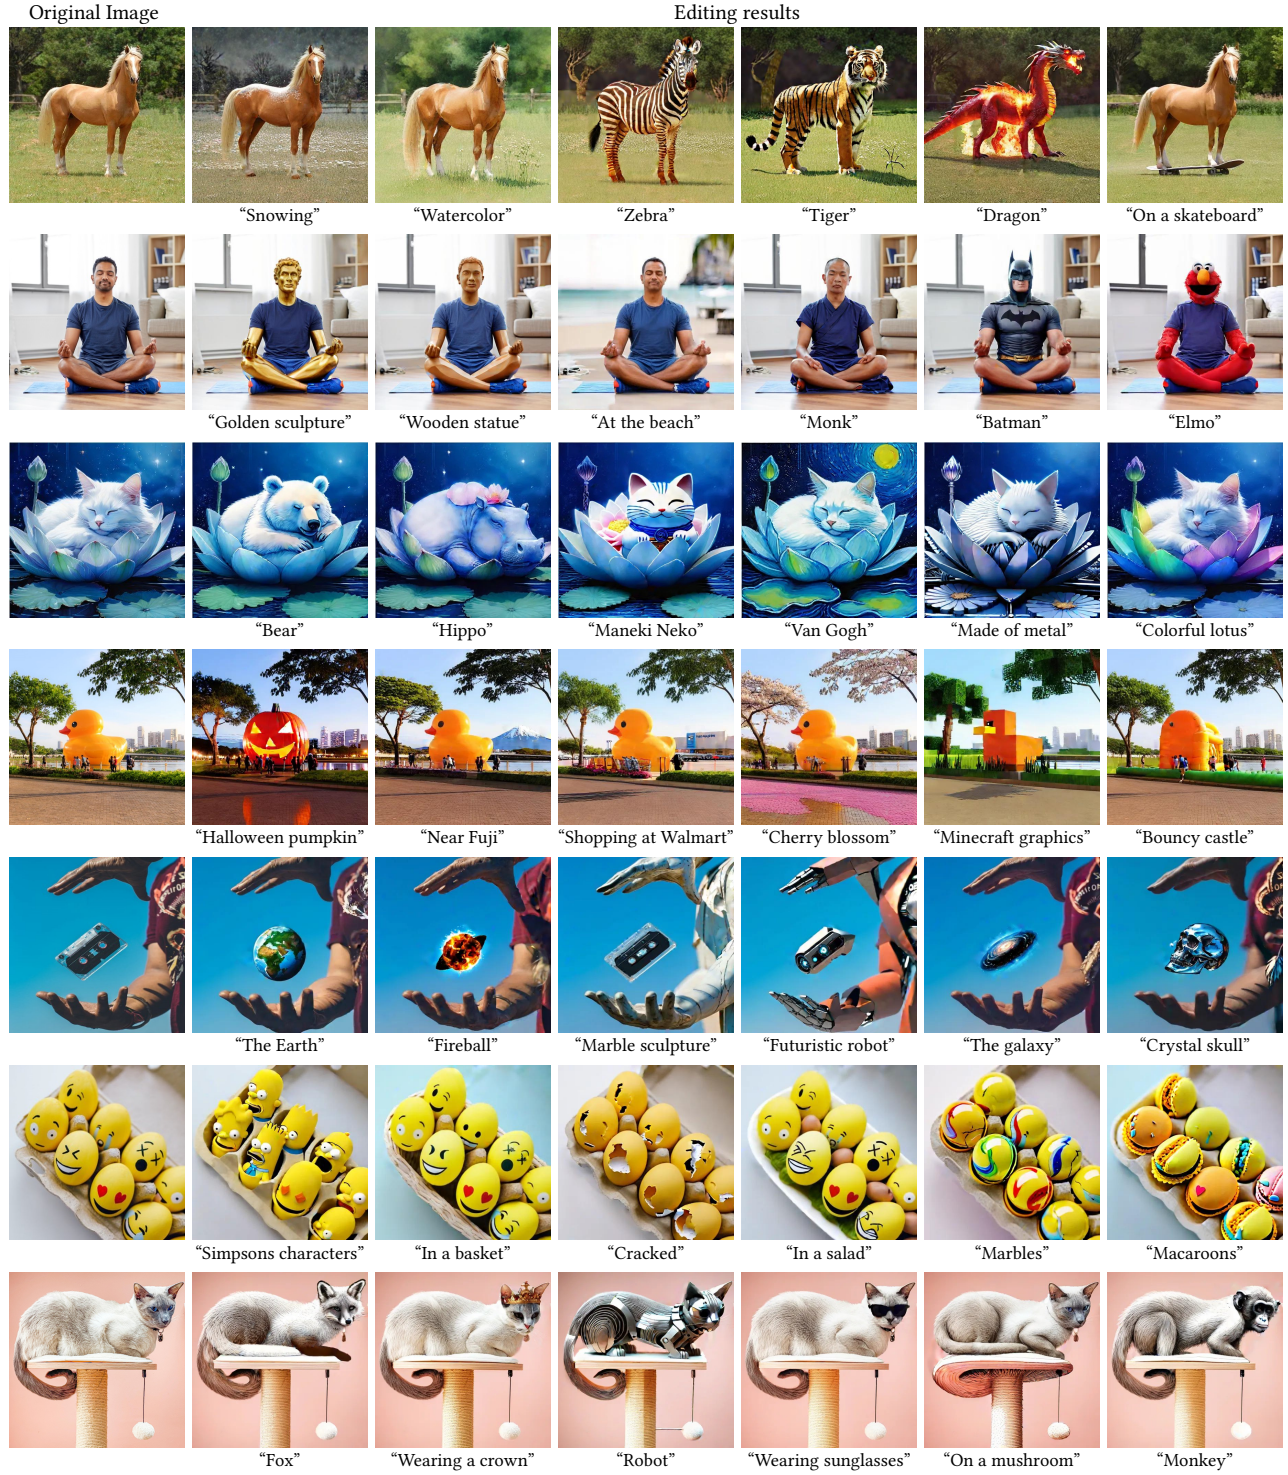 Original Image
Editing results
“Snowing”
“Watercolor”
“Zebra”
“Tiger”
“Dragon”
“On a skateboard”
“Golden sculpture”
“Wooden statue”
“At the beach”
“Monk”
“Batman”
“Elmo”
“Bear”
“Hippo”
“Maneki Neko”
“Van Gogh”
“Made of metal”
“Colorful lotus”
“Halloween pumpkin”
“Near Fuji”
“Shopping at Walmart”
“Cherry blossom”
“Minecraft graphics”
“Bouncy castle”
“The Earth”
“Fireball”
“Marble sculpture”
“Futuristic robot”
“The galaxy”
“Crystal skull”
“Simpsons characters”
“In a basket”
“Cracked”
“In a salad”
“Marbles”
“Macaroons”
“Fox”
“Wearing a crown”
“Robot”
“Wearing sunglasses”
“On a mushroom”
“Monkey”